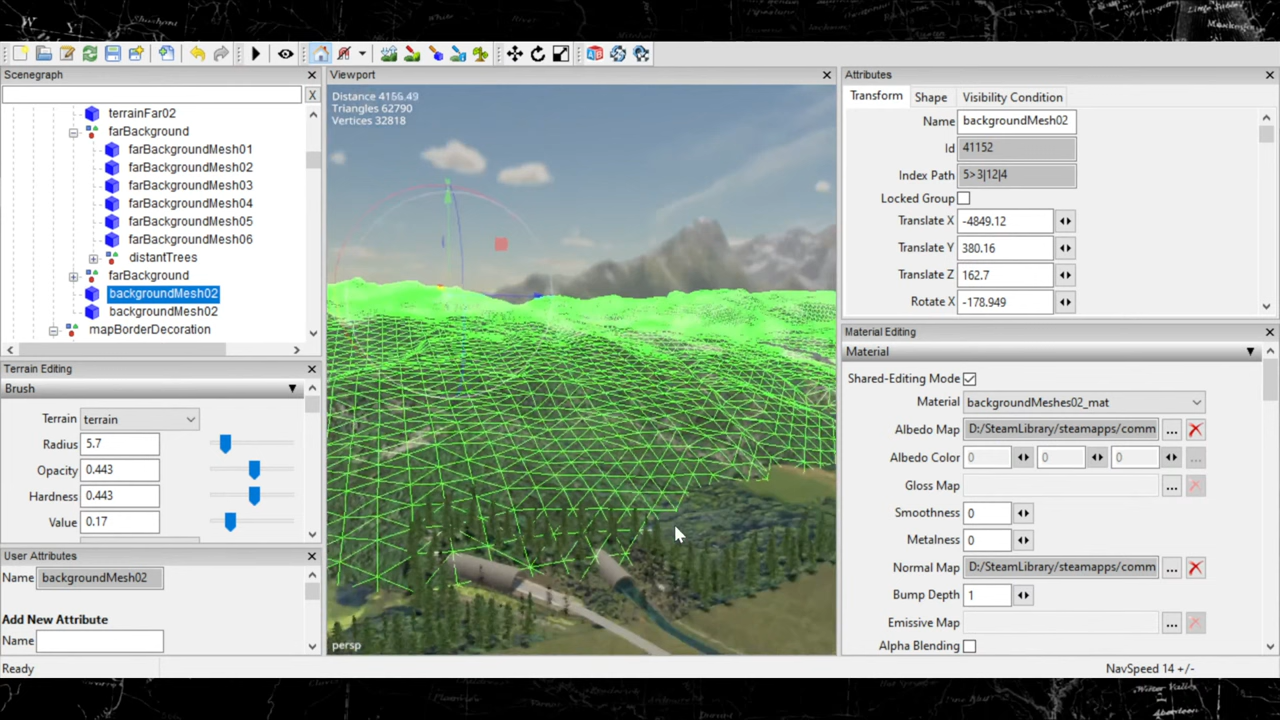 Scenegraph
X
terrainFar02
farBackground
farBackgroundMesh01
farBackgroundMesh02
farBackgroundMesh03
farBackgroundMesh04
farBackgroundMesh05
farBackgroundMesh06
distantTrees
farBackground
backgroundMesh02
backgroundMesh02
mapBorderDecoration
Terrain Editing
Brush
Terrain terrain
Radius 5.7
Opacity 0.443
Hardness 0.443
Value 0.17
User Attributes
Name backgroundMesh02
Add New Attribute
Name
Ready
Viewport
Distance 4156.49
Triangles 62790
Vertices 32818
persp
Attributes
Transform Shape Visibility Condition
Name backgroundMesh02
Id 41152
Index Path 5>3|12|4
Locked Group
Translate X -4849.12
Translate Y 380.16
Translate Z 162.7
Rotate X -178.949
Material Editing
Material
Shared-Editing Mode
Material backgroundMeshes02_mat
Albedo Map D:/SteamLibrary/steamapps/comm ...
Albedo Color 0 0 0 ...
Gloss Map ...
Smoothness 0
Metalness 0
Normal Map D:/SteamLibrary/steamapps/comm ...
Bump Depth 1
Emissive Map ...
Alpha Blending
NavSpeed 14 +/-